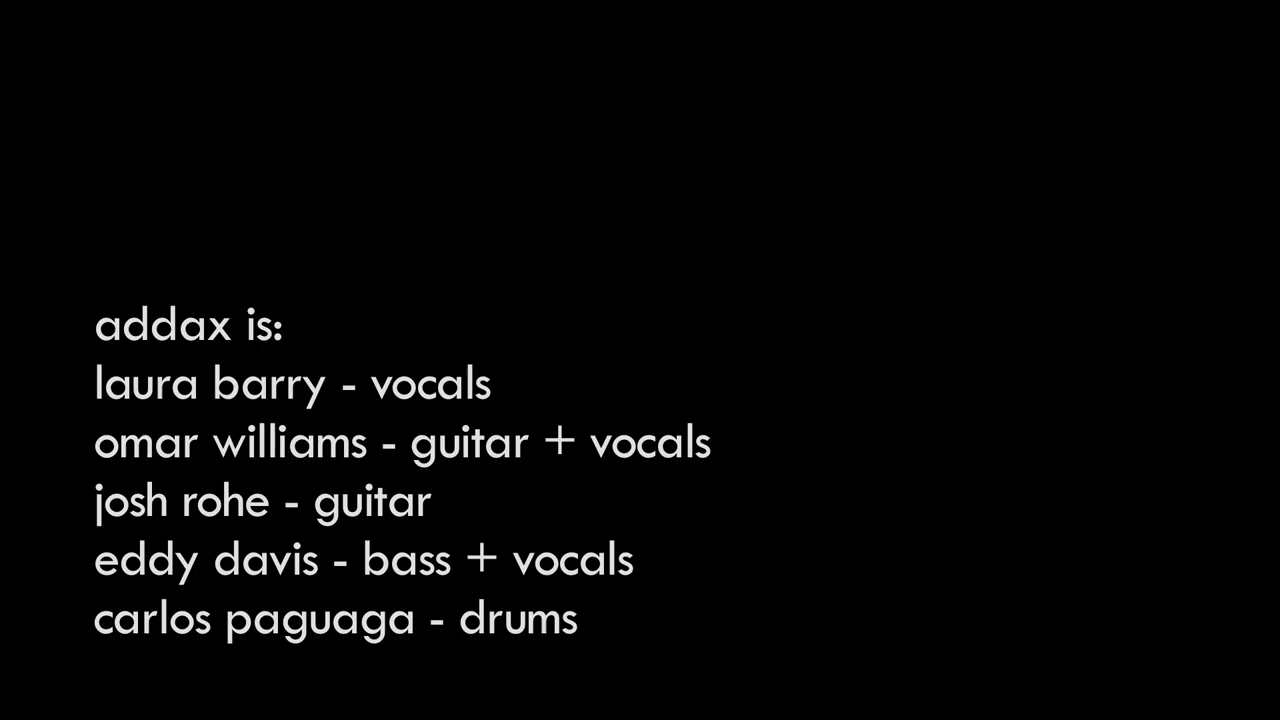 addax is:
laura barry - vocals
omar williams - guitar + vocals
josh rohe - guitar
eddy davis - bass + vocals
carlos paguaga - drums